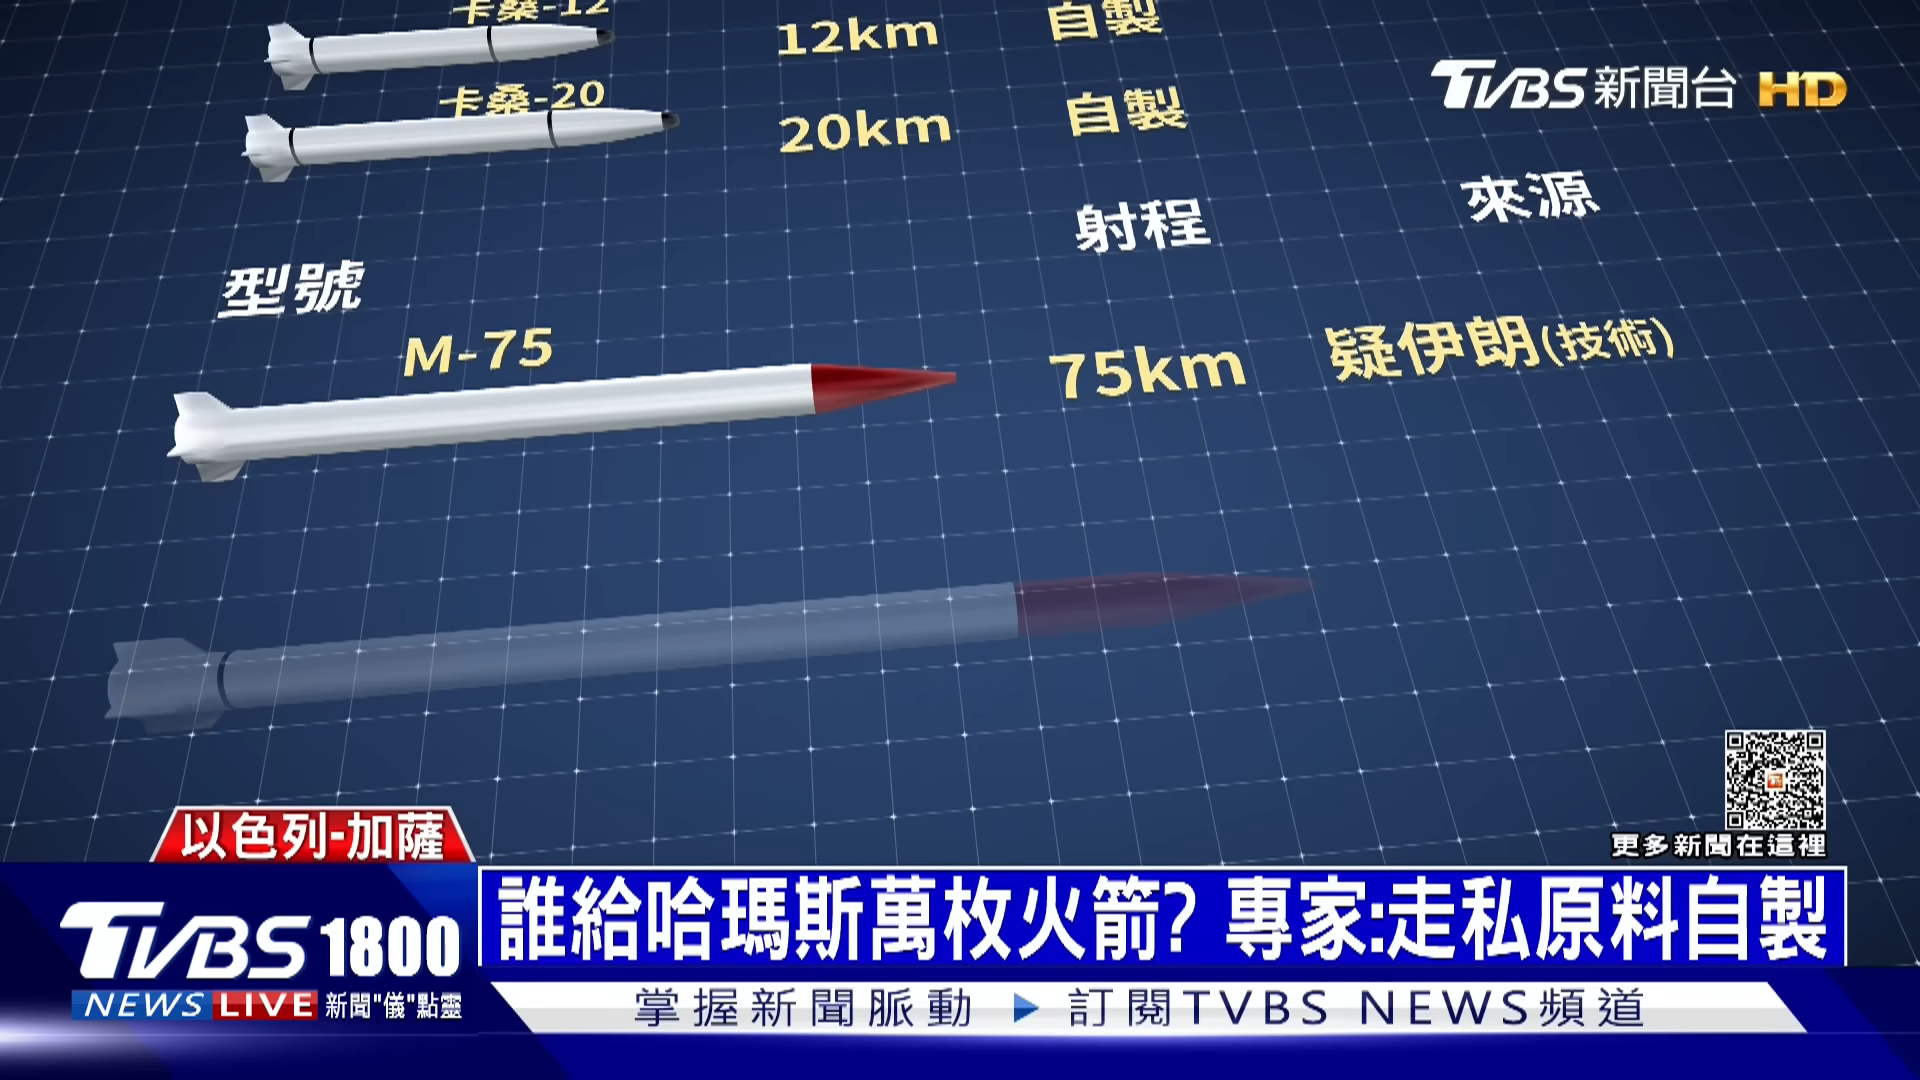 卡桑-12
12km
自製
卡桑-20
20km
自製
TVBS新聞台 HD
型號
射程
來源
M-75
75km
疑伊朗(技術)
更多新聞在這裡
以色列-加薩
TVBS 1800
NEWS LIVE 新聞"儀"點靈
誰給哈瑪斯萬枚火箭? 專家:走私原料自製
掌握新聞脈動 ▶ 訂閱TVBS NEWS頻道